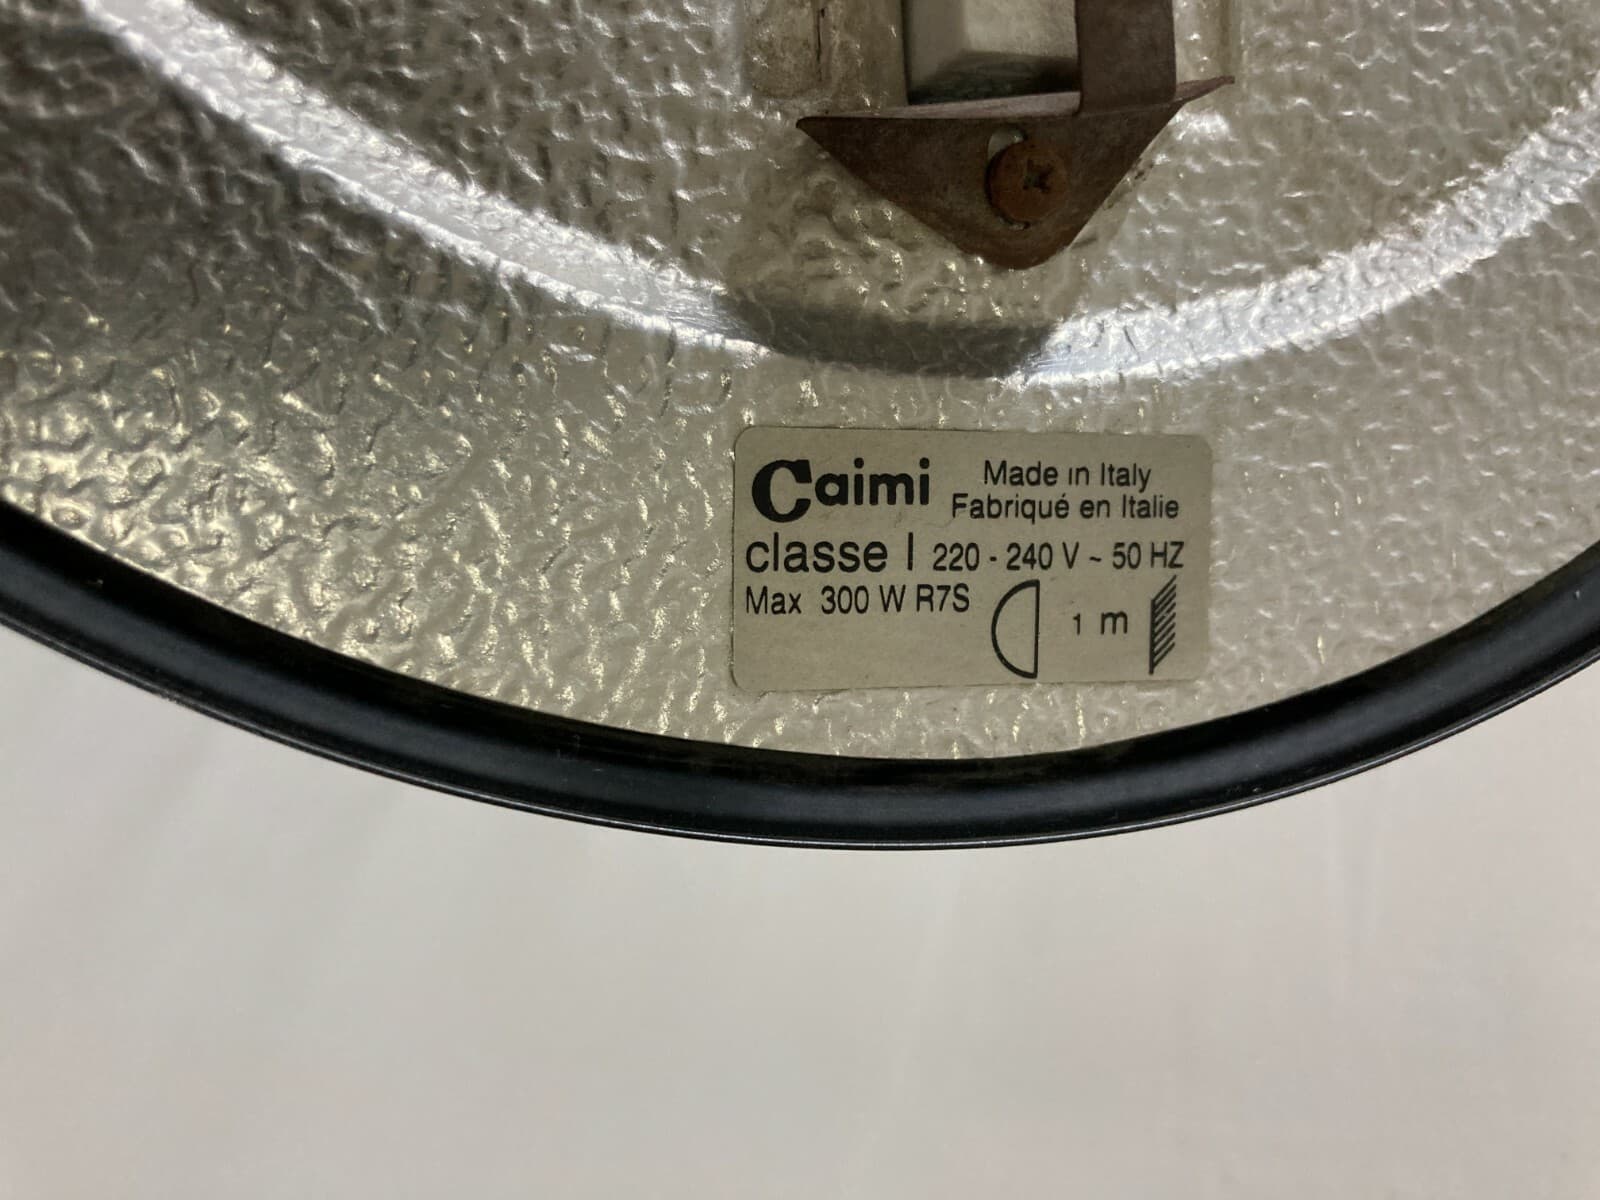 Caimi Made in Italy
Fabriqué en Italie
classe I 220 - 240 V ~ 50 HZ
Max 300 W R7S
1 m